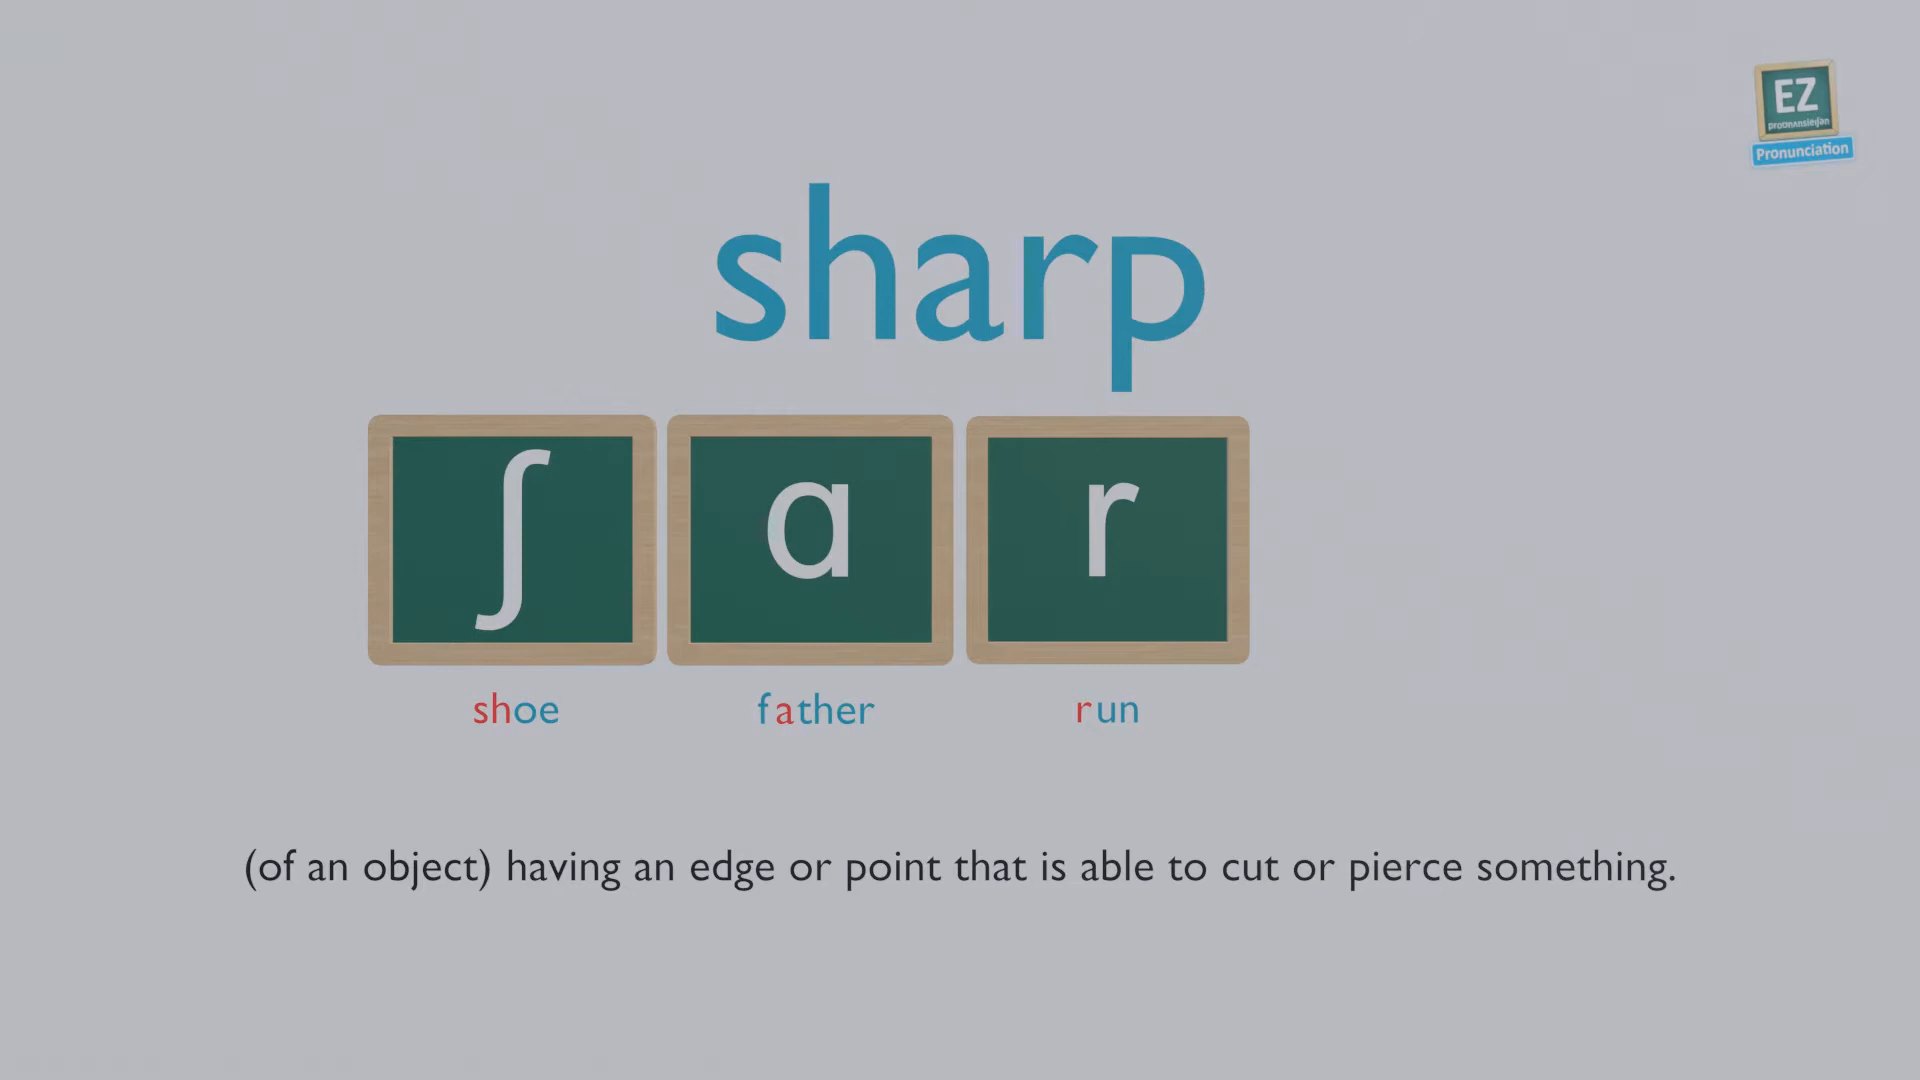 EZ
Pronunciation
sharp
ʃ ɑ r
shoe father run
(of an object) having an edge or point that is able to cut or pierce something.